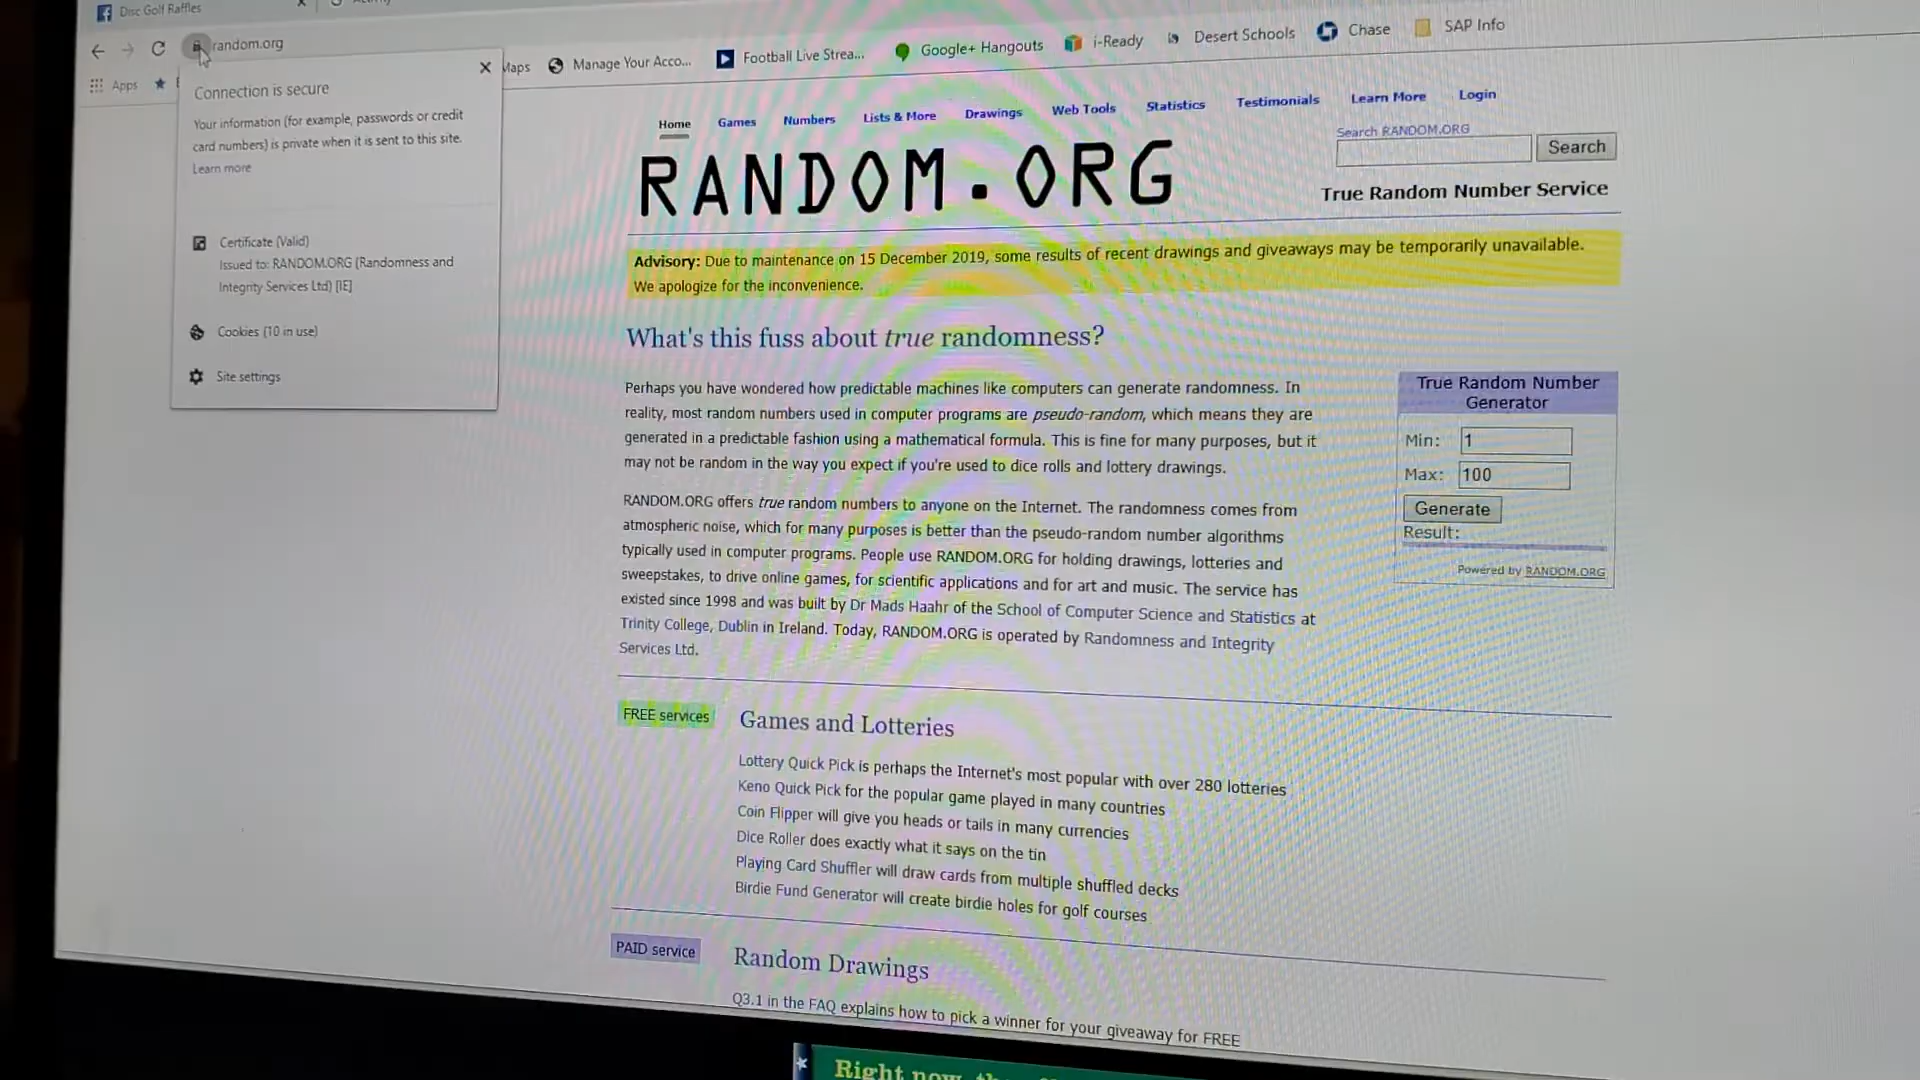 Disc Golf Raffles
random.org
Apps
Maps
Manage Your Acco...
Football Live Strea...
Google+ Hangouts
i-Ready
Desert Schools
Chase
SAP Info
Connection is secure
Your information (for example, passwords or credit
card numbers) is private when it is sent to this site.
Learn more
Certificate (Valid)
Issued to: RANDOM.ORG (Randomness and
Integrity Services Ltd) [IE]
Cookies (10 in use)
Site settings
Home Games Numbers Lists & More Drawings Web Tools Statistics Testimonials Learn More Login
RANDOM.ORG
Search RANDOM.ORG
Search
True Random Number Service
Advisory: Due to maintenance on 15 December 2019, some results of recent drawings and giveaways may be temporarily unavailable.
We apologize for the inconvenience.
What's this fuss about true randomness?
Perhaps you have wondered how predictable machines like computers can generate randomness. In
reality, most random numbers used in computer programs are pseudo-random, which means they are
generated in a predictable fashion using a mathematical formula. This is fine for many purposes, but it
may not be random in the way you expect if you're used to dice rolls and lottery drawings.
RANDOM.ORG offers true random numbers to anyone on the Internet. The randomness comes from
atmospheric noise, which for many purposes is better than the pseudo-random number algorithms
typically used in computer programs. People use RANDOM.ORG for holding drawings, lotteries and
sweepstakes, to drive online games, for scientific applications and for art and music. The service has
existed since 1998 and was built by Dr Mads Haahr of the School of Computer Science and Statistics at
Trinity College, Dublin in Ireland. Today, RANDOM.ORG is operated by Randomness and Integrity
Services Ltd.
True Random Number
Generator
Min: 1
Max: 100
Generate
Result:
Powered by RANDOM.ORG
FREE services
Games and Lotteries
Lottery Quick Pick is perhaps the Internet's most popular with over 280 lotteries
Keno Quick Pick for the popular game played in many countries
Coin Flipper will give you heads or tails in many currencies
Dice Roller does exactly what it says on the tin
Playing Card Shuffler will draw cards from multiple shuffled decks
Birdie Fund Generator will create birdie holes for golf courses
PAID service
Random Drawings
Q3.1 in the FAQ explains how to pick a winner for your giveaway for FREE
Right now,